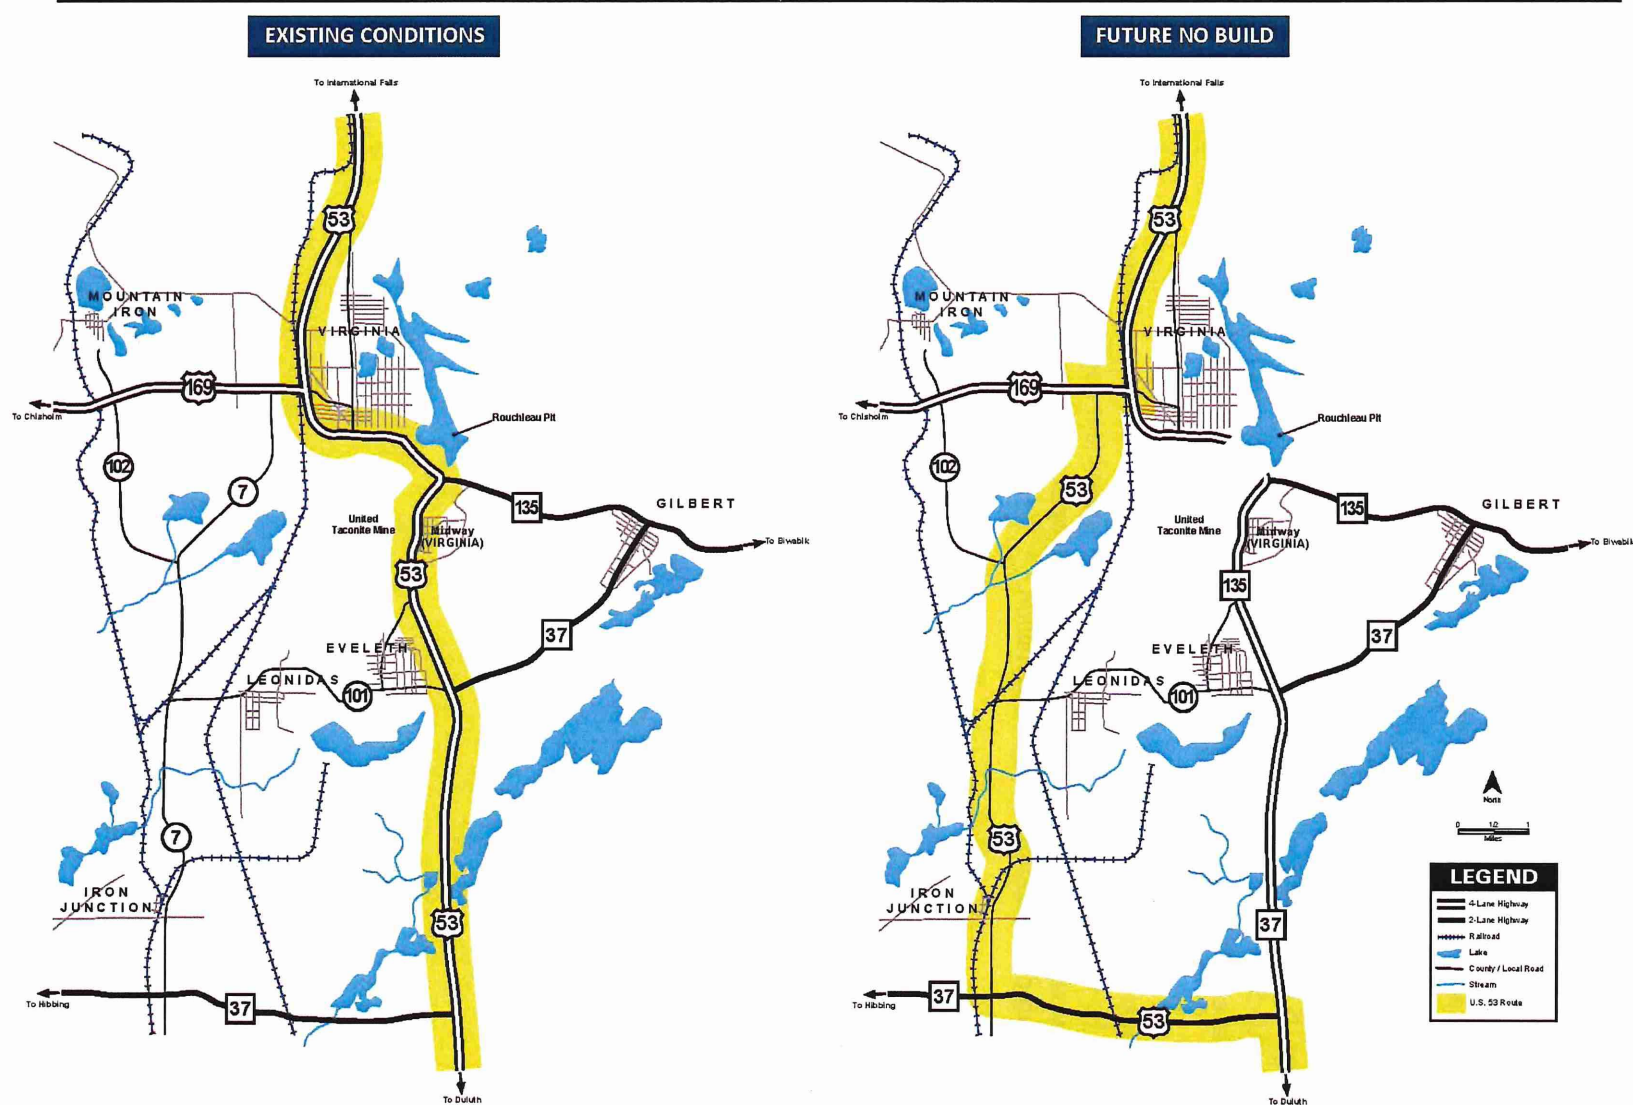 EXISTING CONDITIONS
To International Falls
53
MOUNTAIN
IRON
VIRGINIA
169
To Chisholm
Rouchleau Pit
102
7
135
GILBERT
United
Taconite Mine
Midway
(VIRGINIA)
To Biwabik
53
37
EVELETH
LEONIDAS
101
7
IRON
JUNCTION
53
To Hibbing
37
To Duluth
FUTURE NO BUILD
To International Falls
53
MOUNTAIN
IRON
VIRGINIA
169
To Chisholm
Rouchleau Pit
102
53
135
GILBERT
United
Taconite Mine
Midway
(VIRGINIA)
To Biwabik
135
37
EVELETH
LEONIDAS
101
53
IRON
JUNCTION
37
37
To Hibbing
53
To Duluth
North
0 1/2 1
Miles
LEGEND
4-Lane Highway
2-Lane Highway
Railroad
Lake
County / Local Road
Stream
U.S. 53 Route